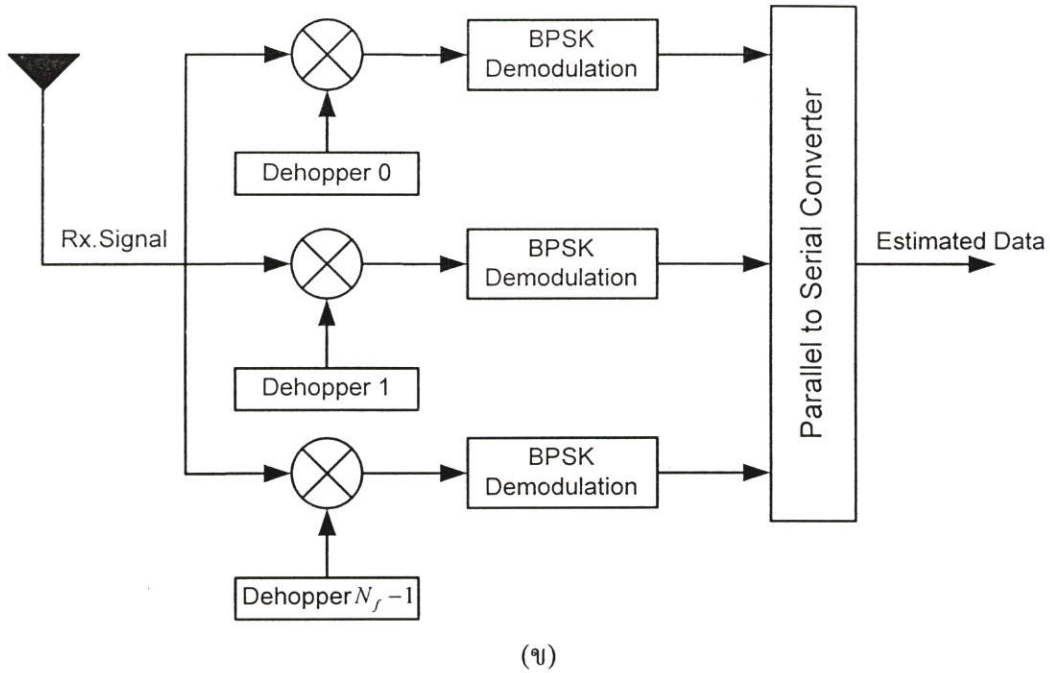 BPSK
Demodulation
Dehopper 0
Rx.Signal
BPSK
Demodulation
Dehopper 1
BPSK
Demodulation
Dehopper N_f −1
Parallel to Serial Converter
Estimated Data
(ข)